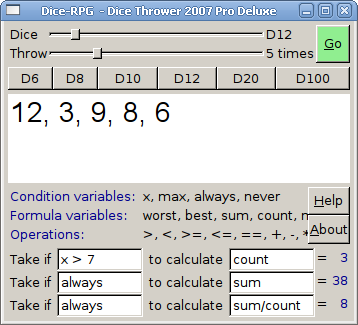 Dice-RPG - Dice Thrower 2007 Pro Deluxe
Dice D12
Throw 5 times
Go
D6 D8 D10 D12 D20 D100
12, 3, 9, 8, 6
Condition variables: x, max, always, never
Help
Formula variables: worst, best, sum, count,
Operations: >, <, >=, <=, ==, +, -, *
About
Take if x > 7 to calculate count = 3
Take if always to calculate sum = 38
Take if always to calculate sum/count = 8